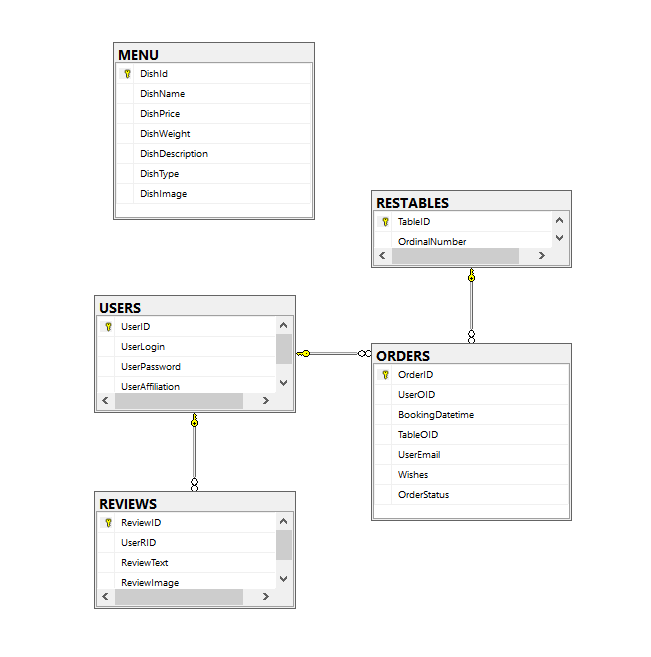 MENU
DishId
DishName
DishPrice
DishWeight
DishDescription
DishType
DishImage
RESTABLES
TableID
OrdinalNumber
USERS
UserID
UserLogin
UserPassword
UserAffiliation
ORDERS
OrderID
UserOID
BookingDatetime
TableOID
UserEmail
Wishes
OrderStatus
REVIEWS
ReviewID
UserRID
ReviewText
ReviewImage